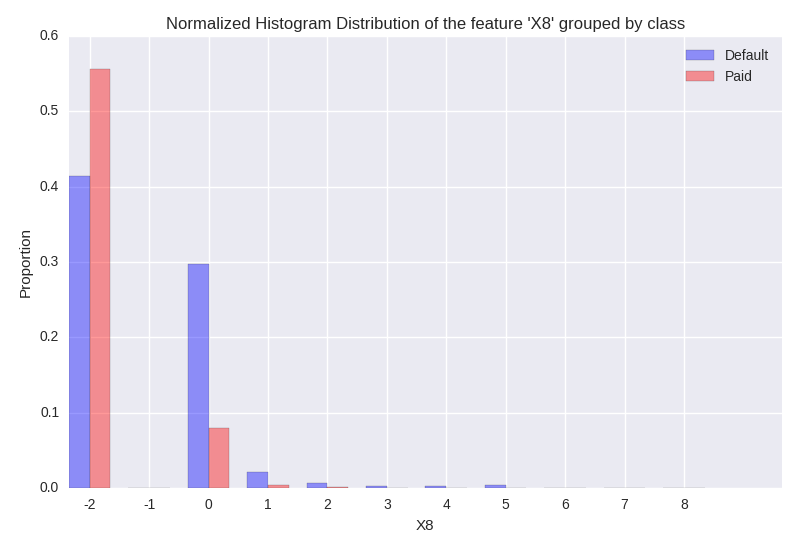 Normalized Histogram Distribution of the feature 'X8' grouped by class
Default
Paid
0.6
0.5
0.4
0.3
0.2
0.1
0.0
Proportion
-2 -1 0 1 2 3 4 5 6 7 8
X8